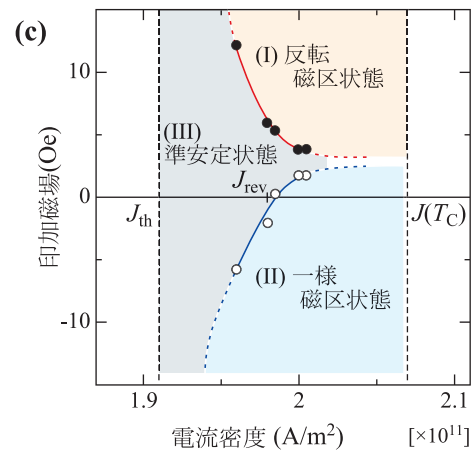 (c)
10
0
-10
印加磁場(Oe)
(I) 反転
磁区状態
(III)
準安定状態
J_rev
J_th
J(T_C)
(II) 一様
磁区状態
1.9
2
2.1
電流密度 (A/m²)
[×10¹¹]